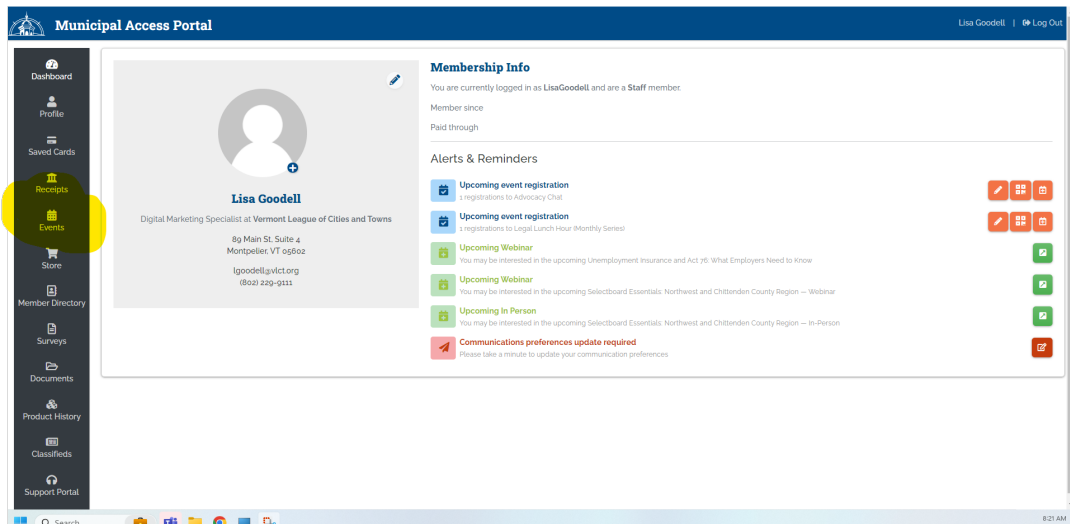 Municipal Access Portal
Lisa Goodell | Log Out
Dashboard
Profile
Saved Cards
Receipts
Events
Store
Member Directory
Surveys
Documents
Product History
Classifieds
Support Portal
Lisa Goodell
Digital Marketing Specialist at Vermont League of Cities and Towns
89 Main St. Suite 4
Montpelier, VT 05602
lgoodell@vlct.org
(802) 229-9111
Membership Info
You are currently logged in as LisaGoodell and are a Staff member.
Member since
Paid through
Alerts & Reminders
Upcoming event registration
1 registrations to Advocacy Chat
Upcoming event registration
1 registrations to Legal Lunch Hour (Monthly Series)
Upcoming Webinar
You may be interested in the upcoming Unemployment Insurance and Act 76: What Employers Need to Know
Upcoming Webinar
You may be interested in the upcoming Selectboard Essentials: Northwest and Chittenden County Region — Webinar
Upcoming In Person
You may be interested in the upcoming Selectboard Essentials: Northwest and Chittenden County Region — In-Person
Communications preferences update required
Please take a minute to update your communication preferences.
Search
8:21 AM